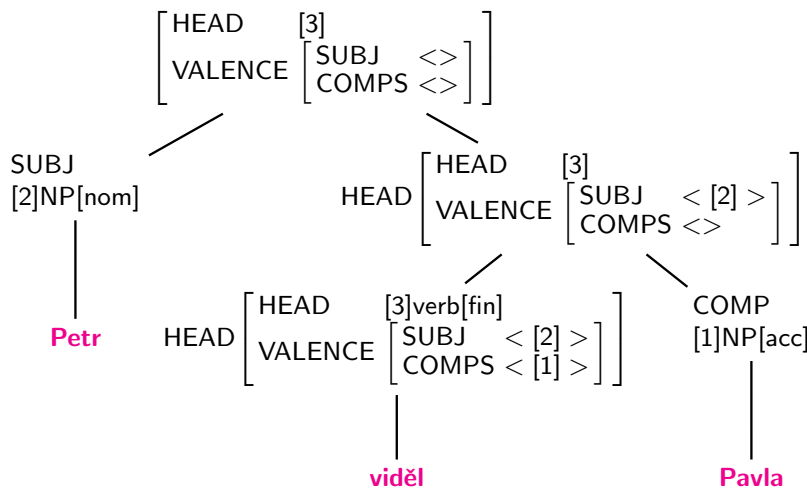 HEAD [3]
VALENCE [SUBJ <>
COMPS <>]
SUBJ
[2]NP[nom]
HEAD [HEAD [3]
VALENCE [SUBJ < [2] >
COMPS <>]]
Petr
HEAD [HEAD [3]verb[fin]
VALENCE [SUBJ < [2] >
COMPS < [1] >]]
COMP
[1]NP[acc]
viděl
Pavla